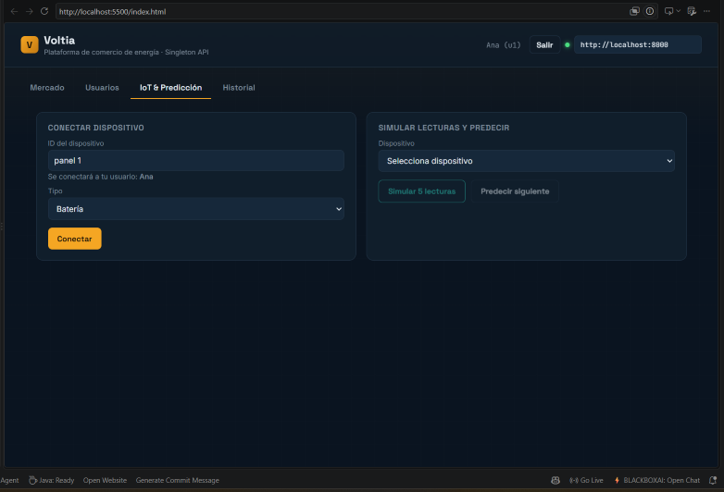 http://localhost:5500/index.html
V
Voltia
Plataforma de comercio de energía · Singleton API
Ana (u1)
Salir
http://localhost:8000
Mercado
Usuarios
IoT & Predicción
Historial
CONECTAR DISPOSITIVO
ID del dispositivo
panel 1
Se conectará a tu usuario: Ana
Tipo
Batería
Conectar
SIMULAR LECTURAS Y PREDECIR
Dispositivo
Selecciona dispositivo
Simular 5 lecturas
Predecir siguiente
Agent
Java: Ready
Open Website
Generate Commit Message
Go Live
BLACKBOXAI: Open Chat